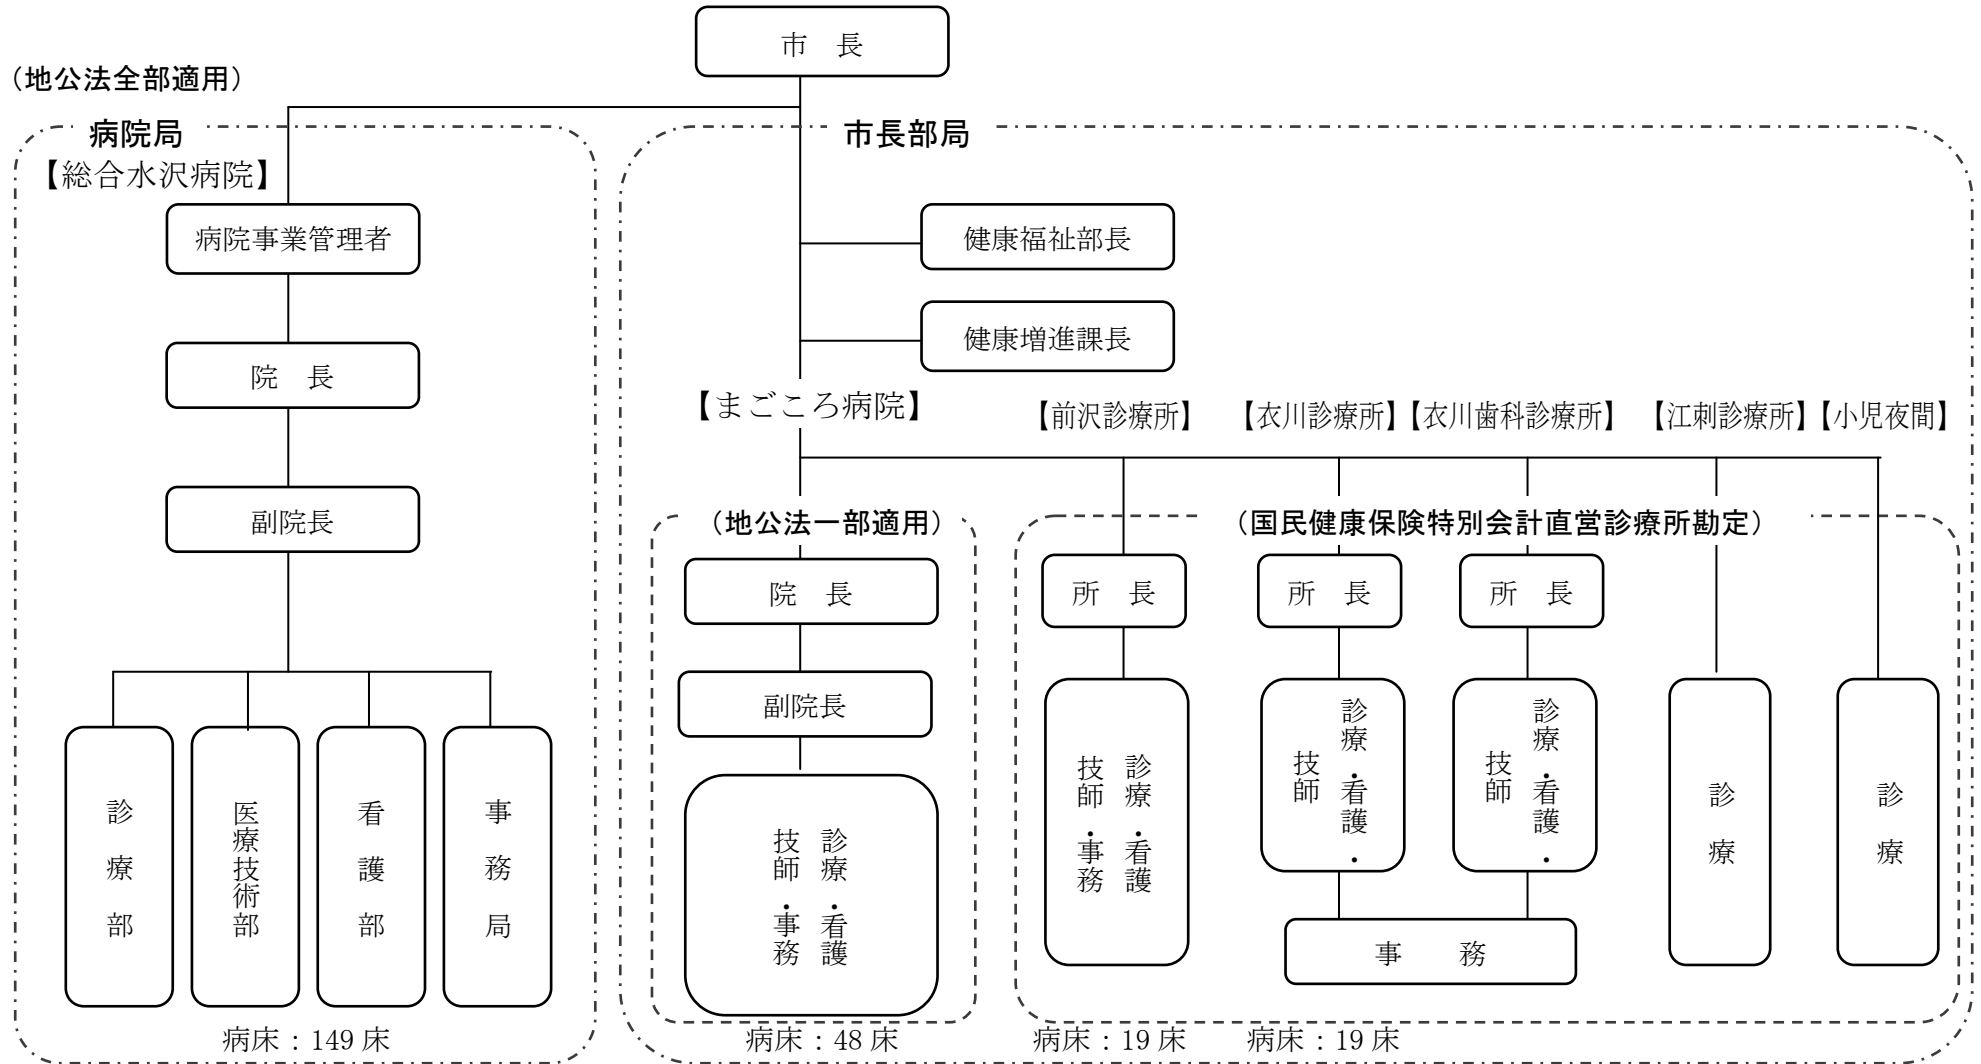 市　長
（地公法全部適用）
病院局
【総合水沢病院】
病院事業管理者
院　長
副院長
診療部
医療技術部
看護部
事務局
病床：149 床
市長部局
健康福祉部長
健康増進課長
【まごころ病院】
（地公法一部適用）
院　長
副院長
診療・看護
技師・事務
病床：48 床
【前沢診療所】
【衣川診療所】
【衣川歯科診療所】
【江刺診療所】
【小児夜間】
（国民健康保険特別会計直営診療所勘定）
所　長
診療・看護
技師・事務
所　長
診療・看護・
技師
所　長
診療・看護・
技師
事　　務
診　療
診　療
病床：19 床
病床：19 床